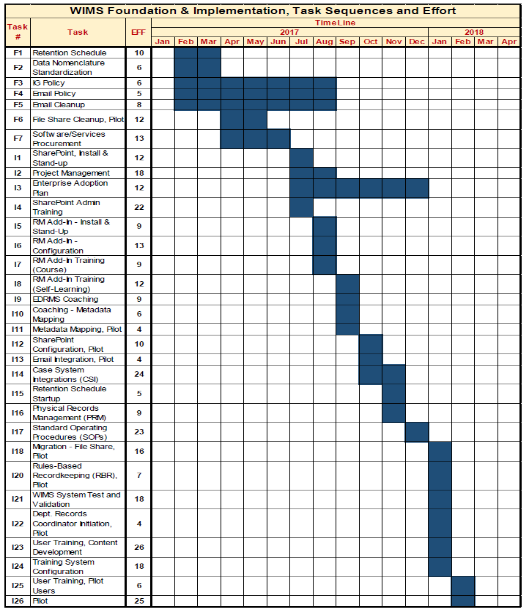 WIMS Foundation & Implementation, Task Sequences and Effort
Task # Task EFF TimeLine
2017 2018
Jan Feb Mar Apr May Jun Jul Aug Sep Oct Nov Dec Jan Feb Mar Apr
F1 Retention Schedule 10
F2 Data Nomenclature Standardization 6
F3 IG Policy 6
F4 Email Policy 5
F5 Email Cleanup 8
F6 File Share Cleanup, Pilot 12
F7 Software/Services Procurement 13
I1 SharePoint, Install & Stand-up 12
I2 Project Management 18
I3 Enterprise Adoption Plan 12
I4 SharePoint Admin Training 22
I5 RM Add-in - Install & Stand-Up 9
I6 RM Add-in - Configuration 13
I7 RM Add-in Training (Course) 9
I8 RM Add-in Training (Self-Learning) 12
I9 EDRMS Coaching 9
I10 Coaching - Metadata Mapping 6
I11 Metadata Mapping, Pilot 4
I12 SharePoint Configuration, Pilot 10
I13 Email Integration, Pilot 4
I14 Case System Integrations (CSI) 24
I15 Retention Schedule Startup 5
I16 Physical Records Management (PRM) 9
I17 Standard Operating Procedures (SOPs) 23
I18 Migration - File Share, Pilot 16
I20 Rules-Based Recordkeeping (RBR), Pilot 7
I21 WIMS System Test and Validation 18
I22 Dept. Records Coordinator Initiation, Pilot 4
I23 User Training, Content Development 26
I24 Training System Configuration 18
I25 User Training, Pilot Users 6
I26 Pilot 25